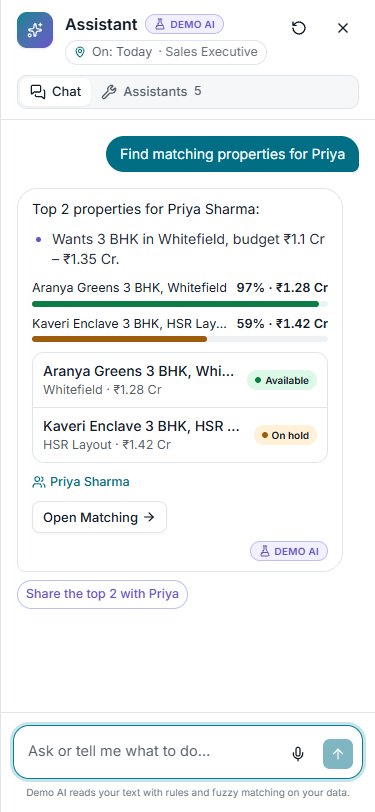 Assistant
DEMO AI
On: Today · Sales Executive
Chat
Assistants 5
Find matching properties for Priya
Top 2 properties for Priya Sharma:
• Wants 3 BHK in Whitefield, budget ₹1.1 Cr
– ₹1.35 Cr.
Aranya Greens 3 BHK, Whitefield 97% · ₹1.28 Cr
Kaveri Enclave 3 BHK, HSR Lay... 59% · ₹1.42 Cr
Aranya Greens 3 BHK, Whi...
Available
Whitefield · ₹1.28 Cr
Kaveri Enclave 3 BHK, HSR ...
On hold
HSR Layout · ₹1.42 Cr
Priya Sharma
Open Matching →
DEMO AI
Share the top 2 with Priya
Ask or tell me what to do...
Demo AI reads your text with rules and fuzzy matching on your data.